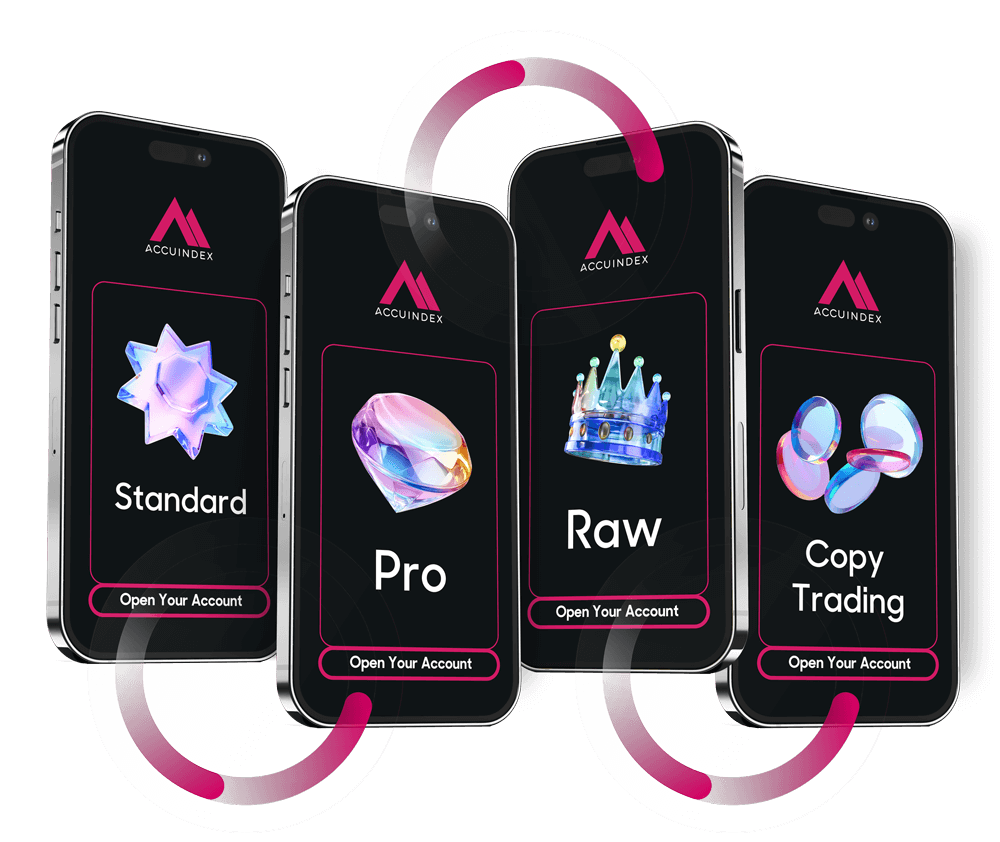 ACCUINDEX
Standard
Open Your Account
ACCUINDEX
Pro
Open Your Account
ACCUINDEX
Raw
Open Your Account
ACCUINDEX
Copy
Trading
Open Your Account